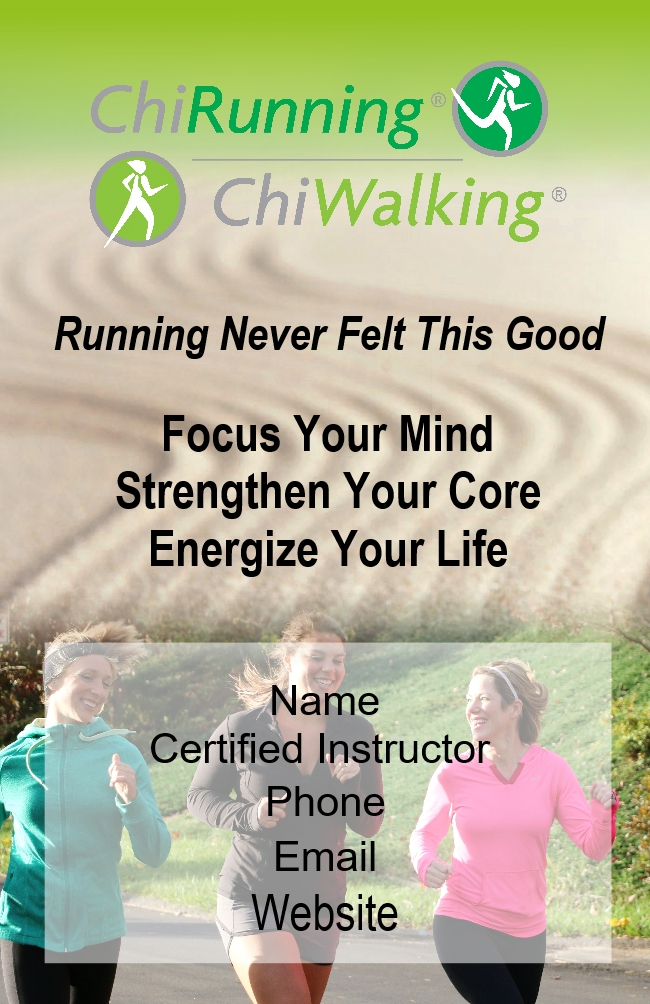 ChiRunning®
ChiWalking®
Running Never Felt This Good
Focus Your Mind
Strengthen Your Core
Energize Your Life
Name
Certified Instructor
Phone
Email
Website